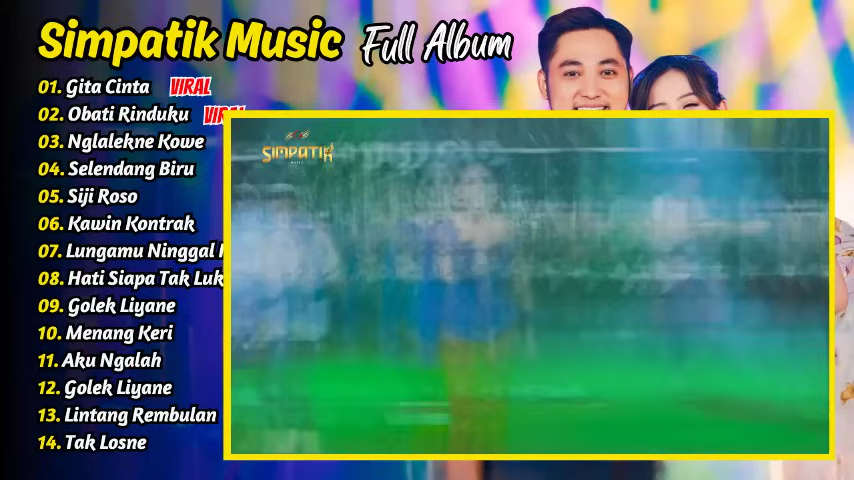 Simpatik Music Full Album
01. Gita Cinta VIRAL
02. Obati Rinduku
03. Nglalekne Kowe
04. Selendang Biru
05. Siji Roso
06. Kawin Kontrak
07. Lungamu Ninggal
08. Hati Siapa Tak Luk
09. Golek Liyane
10. Menang Keri
11. Aku Ngalah
12. Golek Liyane
13. Lintang Rembulan
14. Tak Losne
SIMPATIK